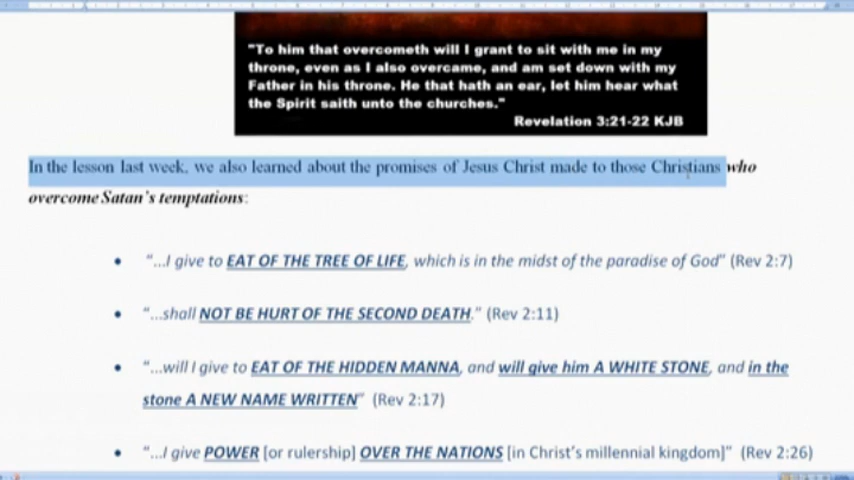 "To him that overcometh will I grant to sit with me in my
throne, even as I also overcame, and am set down with my
Father in his throne. He that hath an ear, let him hear what
the Spirit saith unto the churches."
Revelation 3:21-22 KJB
In the lesson last week, we also learned about the promises of Jesus Christ made to those Christians who
overcome Satan's temptations:
• "...I give to EAT OF THE TREE OF LIFE, which is in the midst of the paradise of God" (Rev 2:7)
• "...shall NOT BE HURT OF THE SECOND DEATH." (Rev 2:11)
• "...will I give to EAT OF THE HIDDEN MANNA, and will give him A WHITE STONE, and in the
stone A NEW NAME WRITTEN" (Rev 2:17)
• "...I give POWER [or rulership] OVER THE NATIONS [in Christ's millennial kingdom]" (Rev 2:26)